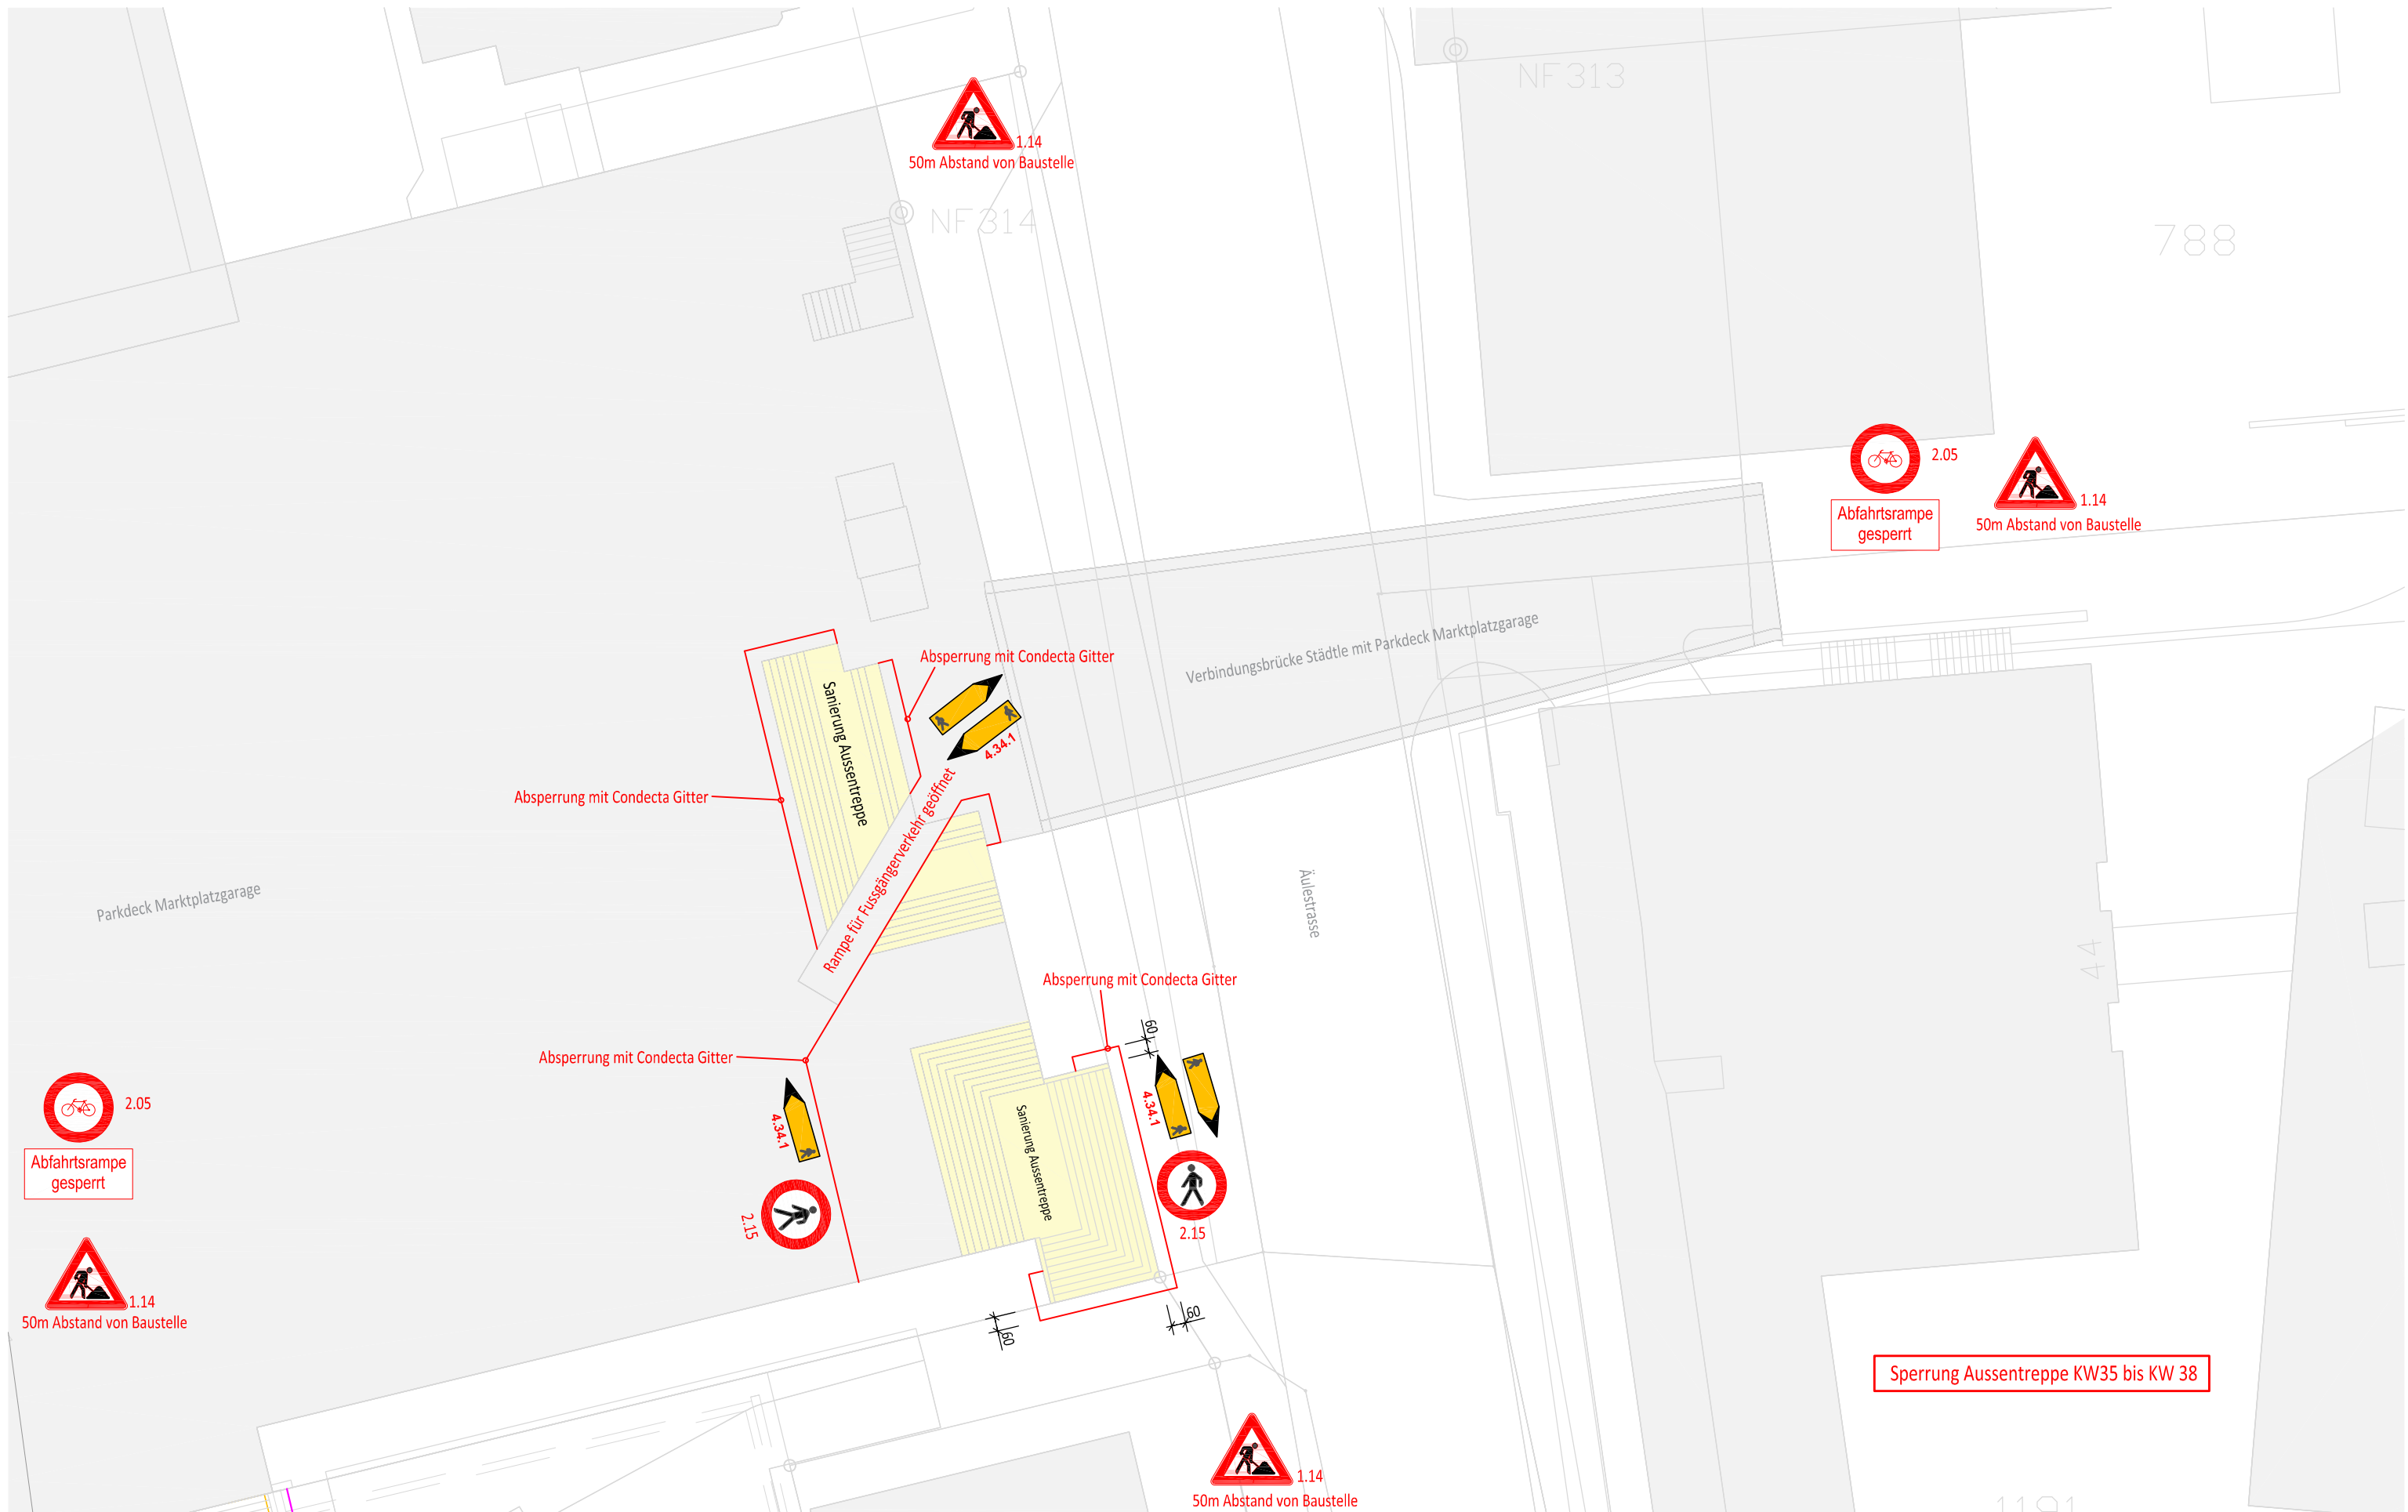 NF313
1.14
50m Abstand von Baustelle
NF314
788
2.05
Abfahrtsrampe
gesperrt
1.14
50m Abstand von Baustelle
Absperrung mit Condecta Gitter
Verbindungsbrücke Städtle mit Parkdeck Marktplatzgarage
Sanierung Aussentreppe
4.34.1
Absperrung mit Condecta Gitter
Rampe für Fussgängerverkehr geöffnet
Parkdeck Marktplatzgarage
Äulestrasse
44
Absperrung mit Condecta Gitter
60
Absperrung mit Condecta Gitter
2.05
Abfahrtsrampe
gesperrt
4.34.1
Sanierung Aussentreppe
4.34.1
2.15
2.15
1.14
50m Abstand von Baustelle
60
60
Sperrung Aussentreppe KW35 bis KW 38
1.14
50m Abstand von Baustelle
1191